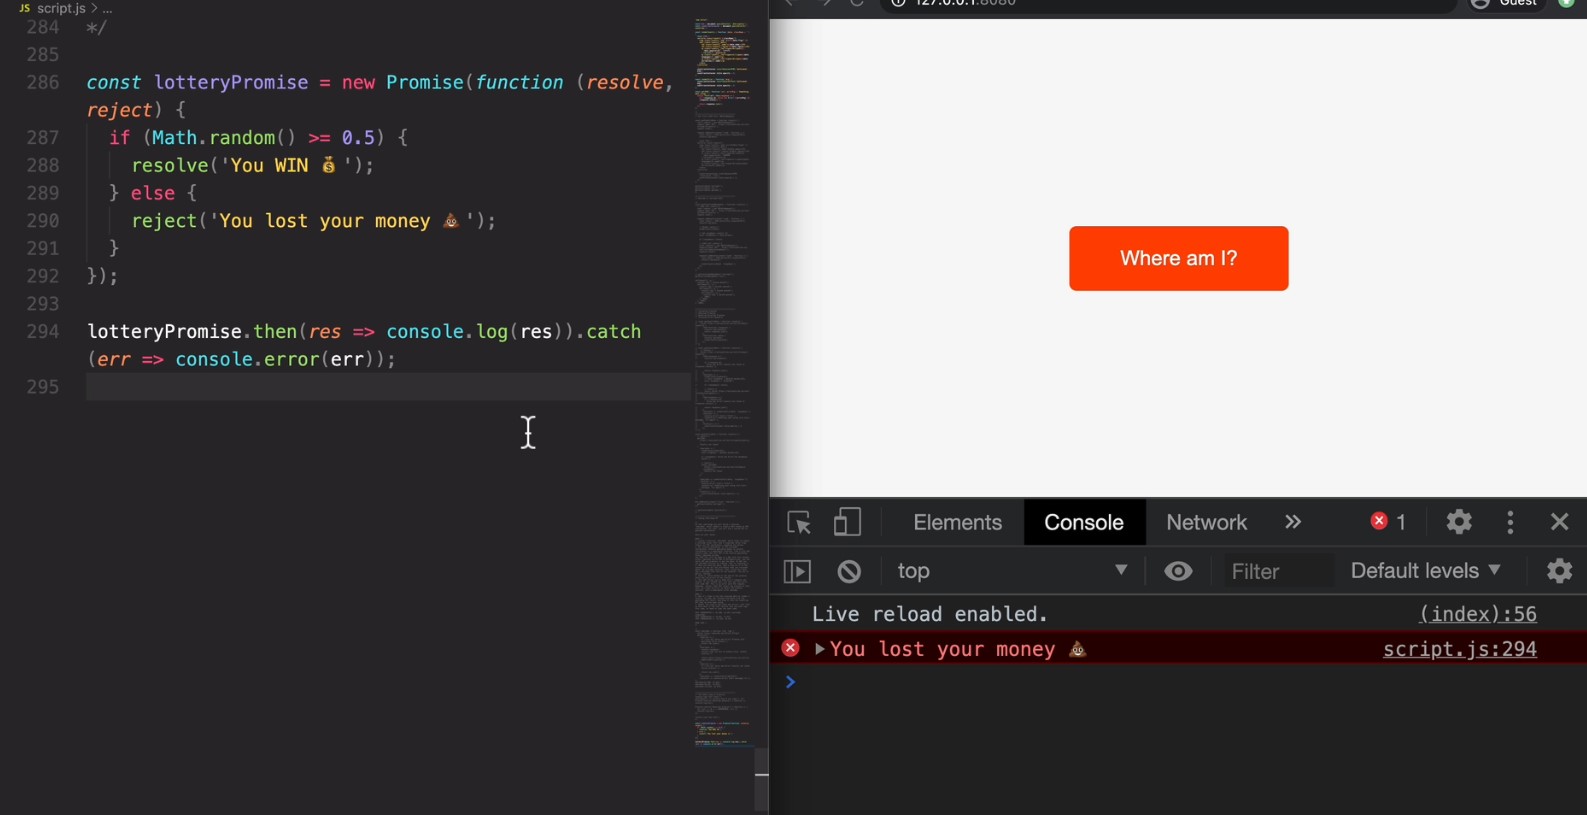 JS script.js > ...
284 */
285
286 const lotteryPromise = new Promise(function (resolve,
reject) {
287 if (Math.random() >= 0.5) {
288 resolve('You WIN 💰');
289 } else {
290 reject('You lost your money 💩');
291 }
292 });
293
294 lotteryPromise.then(res => console.log(res)).catch
(err => console.error(err));
295
127.0.0.1:8080
Guest
Where am I?
Elements Console Network » 1
top Filter Default levels ▼
Live reload enabled. (index):56
You lost your money 💩 script.js:294
>